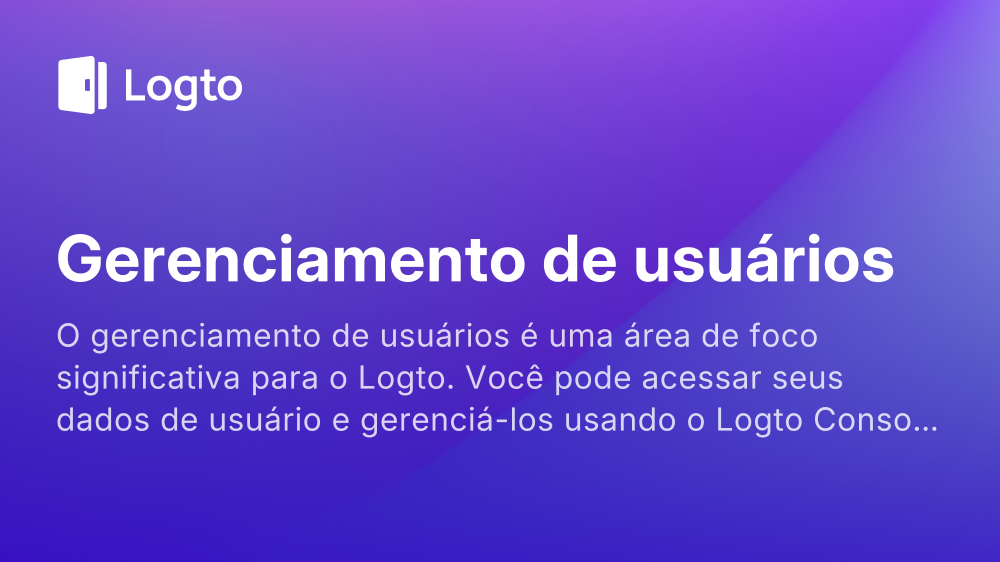 Logto
Gerenciamento de usuários
O gerenciamento de usuários é uma área de foco
significativa para o Logto. Você pode acessar seus
dados de usuário e gerenciá-los usando o Logto Conso...